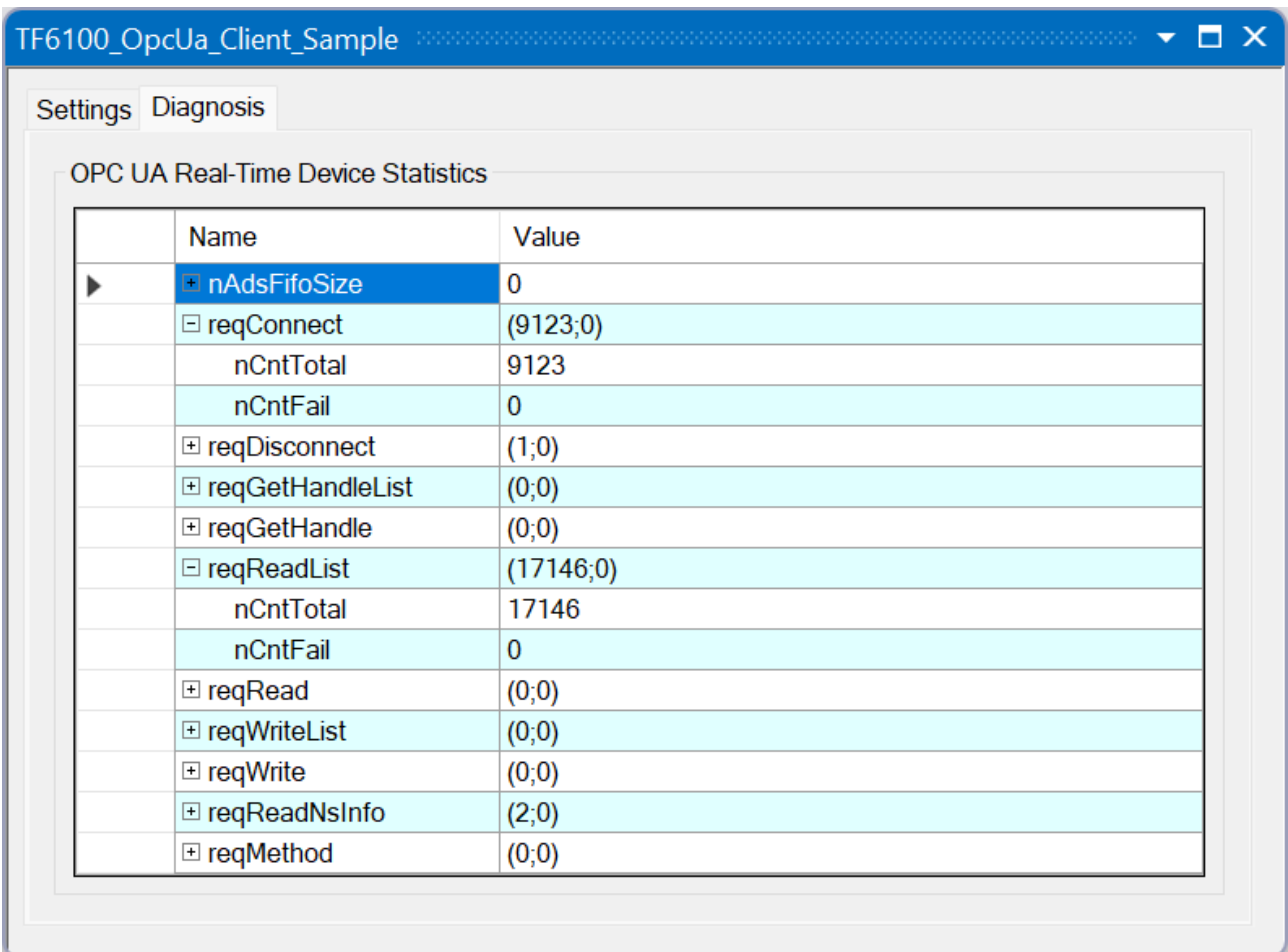 TF6100_OpcUa_Client_Sample
Settings Diagnosis
OPC UA Real-Time Device Statistics
Name Value
nAdsFifoSize 0
reqConnect (9123;0)
nCntTotal 9123
nCntFail 0
reqDisconnect (1;0)
reqGetHandleList (0;0)
reqGetHandle (0;0)
reqReadList (17146;0)
nCntTotal 17146
nCntFail 0
reqRead (0;0)
reqWriteList (0;0)
reqWrite (0;0)
reqReadNsInfo (2;0)
reqMethod (0;0)